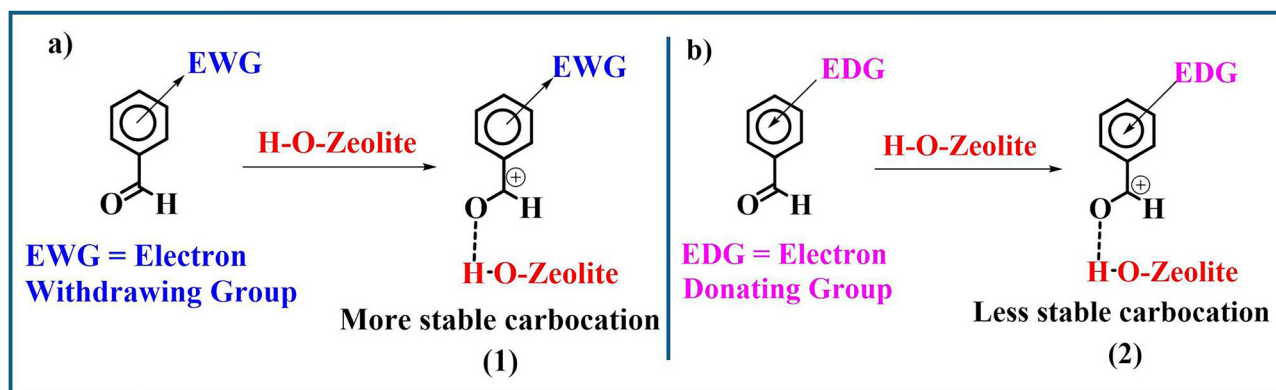 a)
EWG
H-O-Zeolite
EWG
O
H
O
H
H-O-Zeolite
EWG = Electron
Withdrawing Group
More stable carbocation
(1)
b)
EDG
H-O-Zeolite
EDG
O
H
O
H
H-O-Zeolite
EDG = Electron
Donating Group
Less stable carbocation
(2)